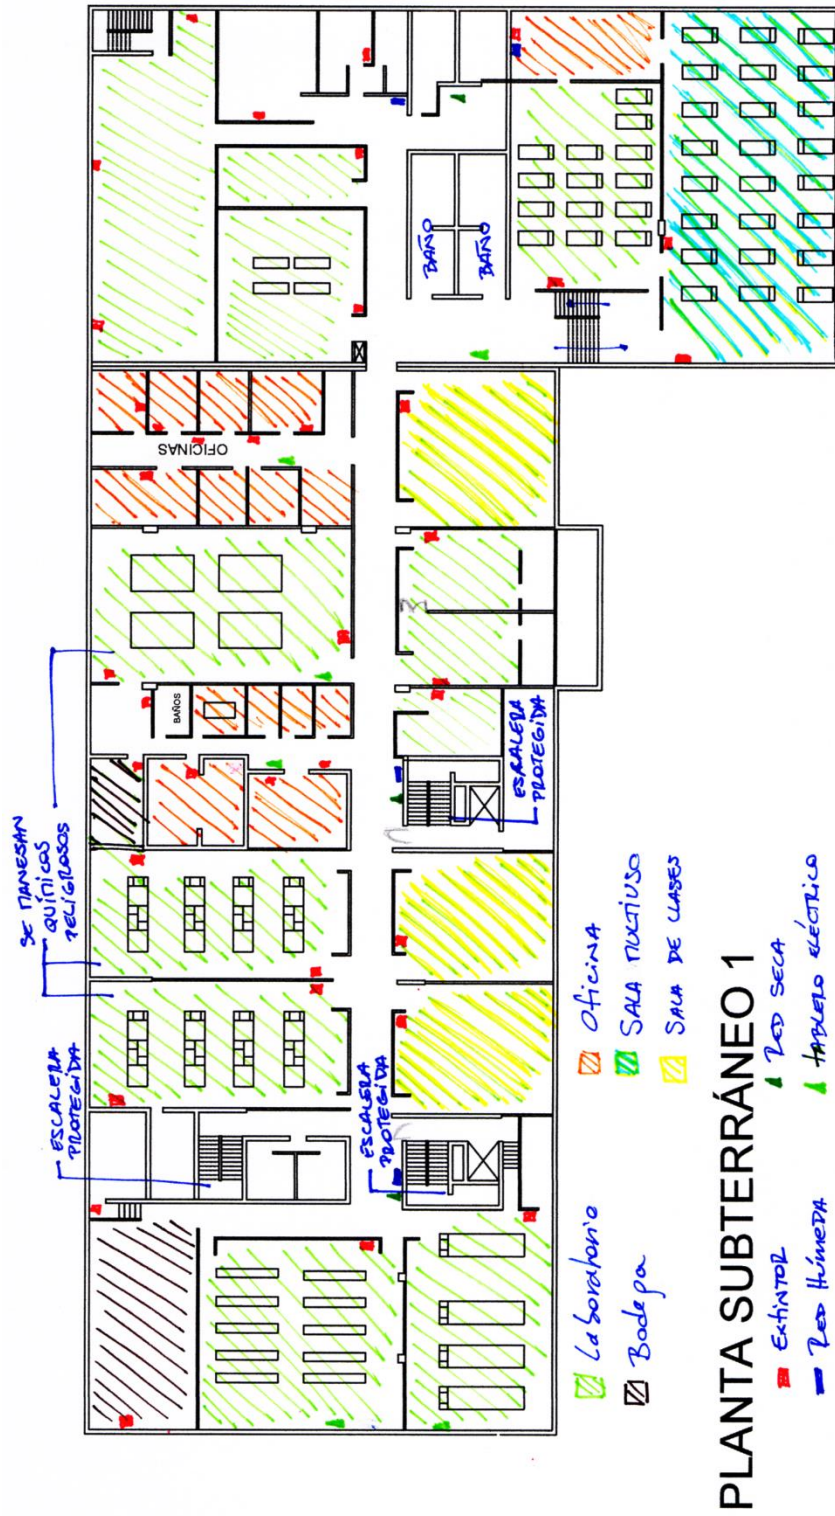 SE MANESAN
QUÍMICOS
PELIGROSOS
ESCALERA
PROTEGIDA
ESCALERA
PROTEGIDA
ESCALERA
PROTEGIDA
BAÑOS
OFICINAS
BAÑO
BAÑO
Laboratorio
Bodega
Oficina
SALA MULTIUSO
SALA DE CLASES
PLANTA SUBTERRÁNEO 1
EXTINTOR
RED HÚMEDA
RED SECA
TABLERO ELÉCTRICO